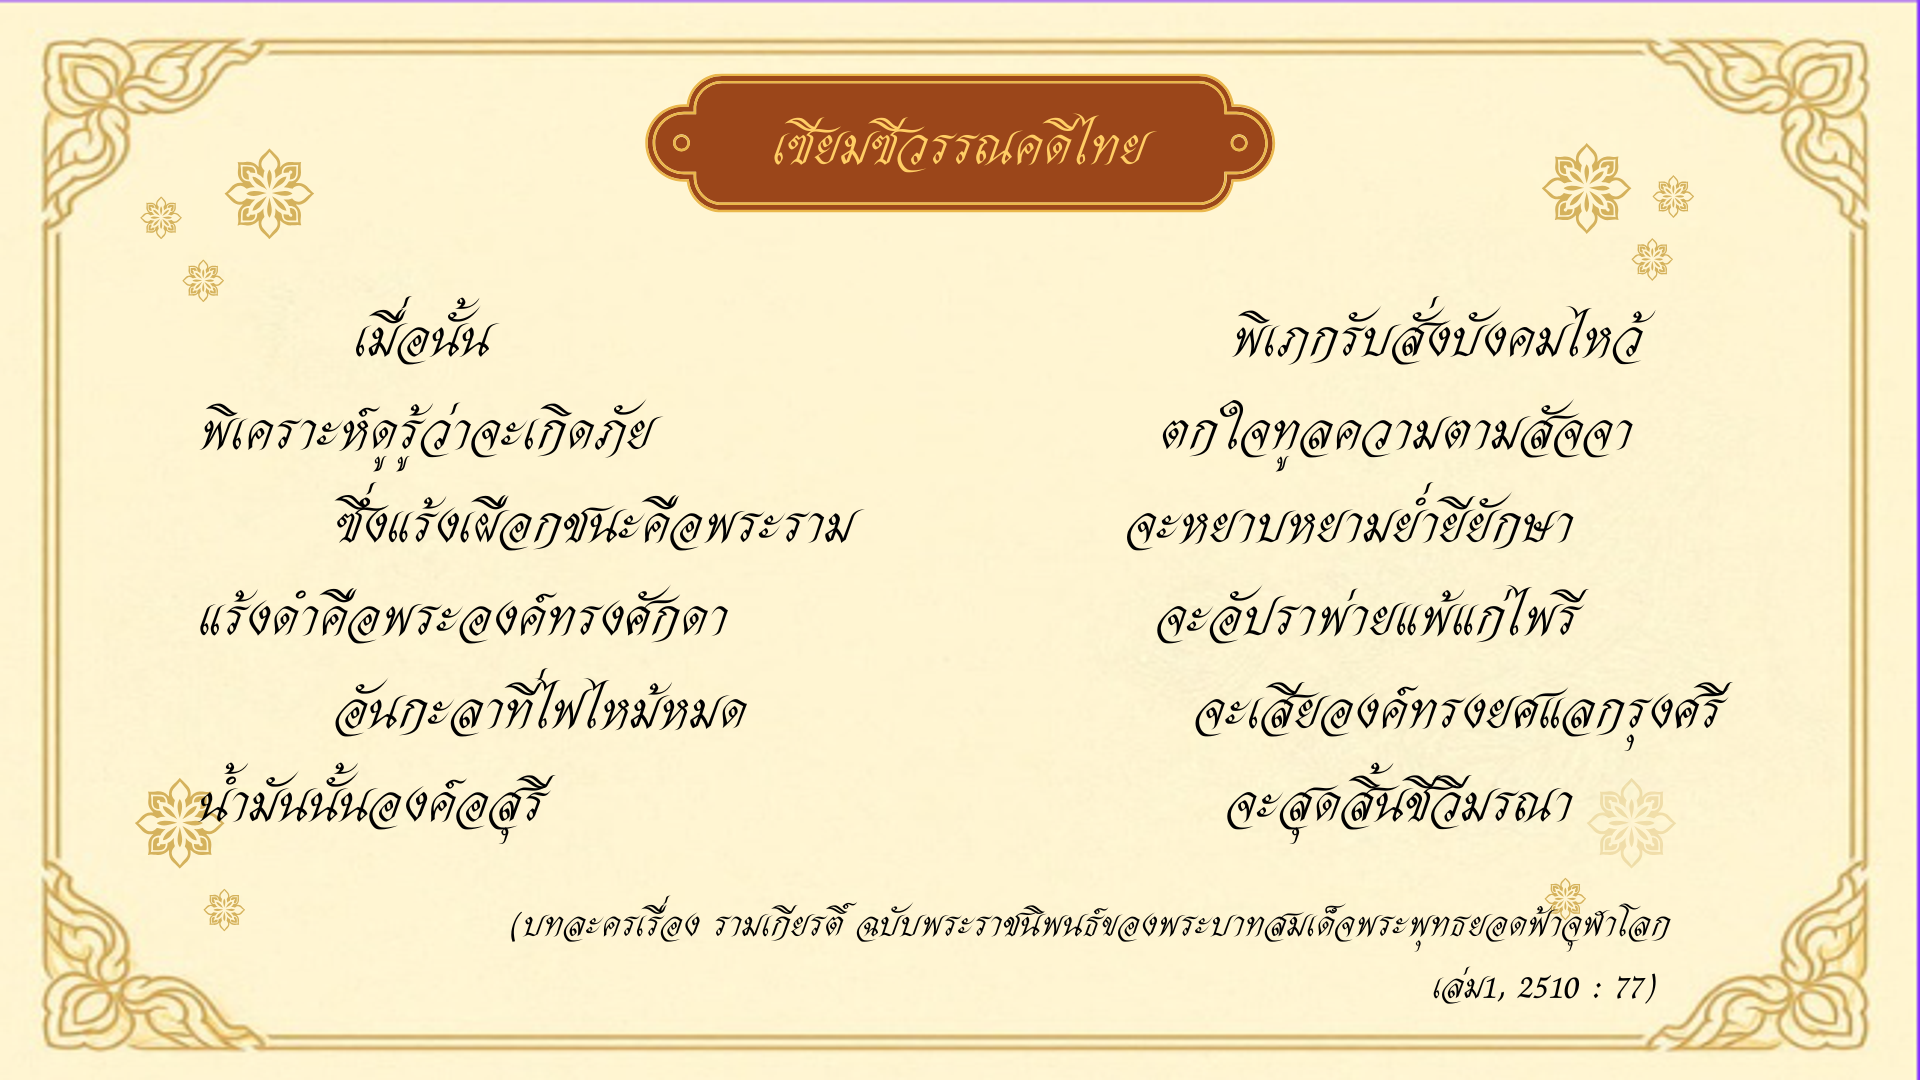 เซียมซีวรรณคดีไทย
เมื่อนั้น พิเภกรับสั่งบังคมไหว้
พิเคราะห์ดูรู้ว่าจะเกิดภัย ตกใจทูลความตามสัจจา
ซึ่งแร้งเผือกชนะคือพระราม จะหยาบหยามย่ำยียักษา
แร้งดำคือพระองค์ทรงศักดา จะอัปราพ่ายแพ้แก่ไพรี
อันกะลาที่ไฟไหม้หมด จะเสียองค์ทรงยศแลกรุงศรี
น้ำมันนั้นองค์อสุรี จะสุดสิ้นชีวีมรณา
(บทละครเรื่อง รามเกียรติ์ ฉบับพระราชนิพนธ์ของพระบาทสมเด็จพระพุทธยอดฟ้าจุฬาโลก
เล่ม1, 2510 : 77)